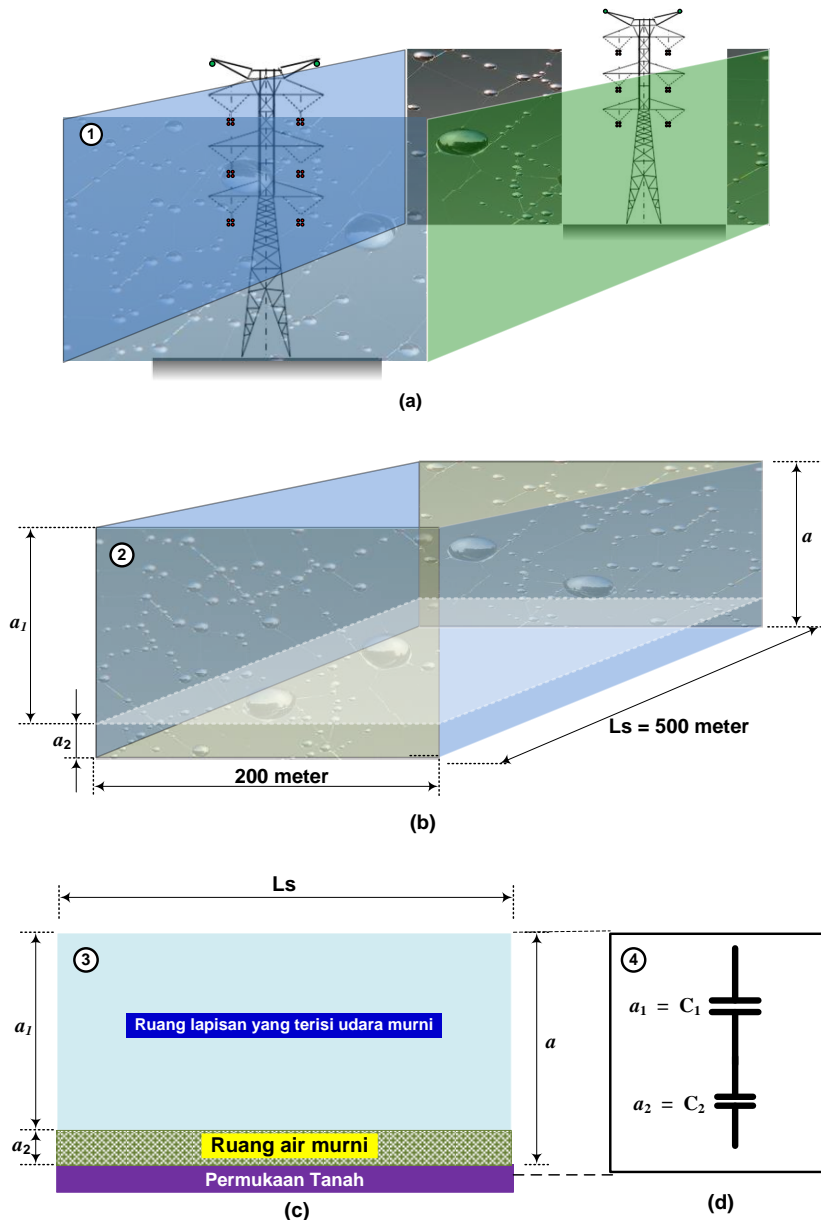 1
(a)
2
a₁
a₂
a
200 meter
Ls = 500 meter
(b)
Ls
3
a₁
a₂
Ruang lapisan yang terisi udara murni
a
Ruang air murni
Permukaan Tanah
(c)
4
a₁ = C₁
a₂ = C₂
(d)